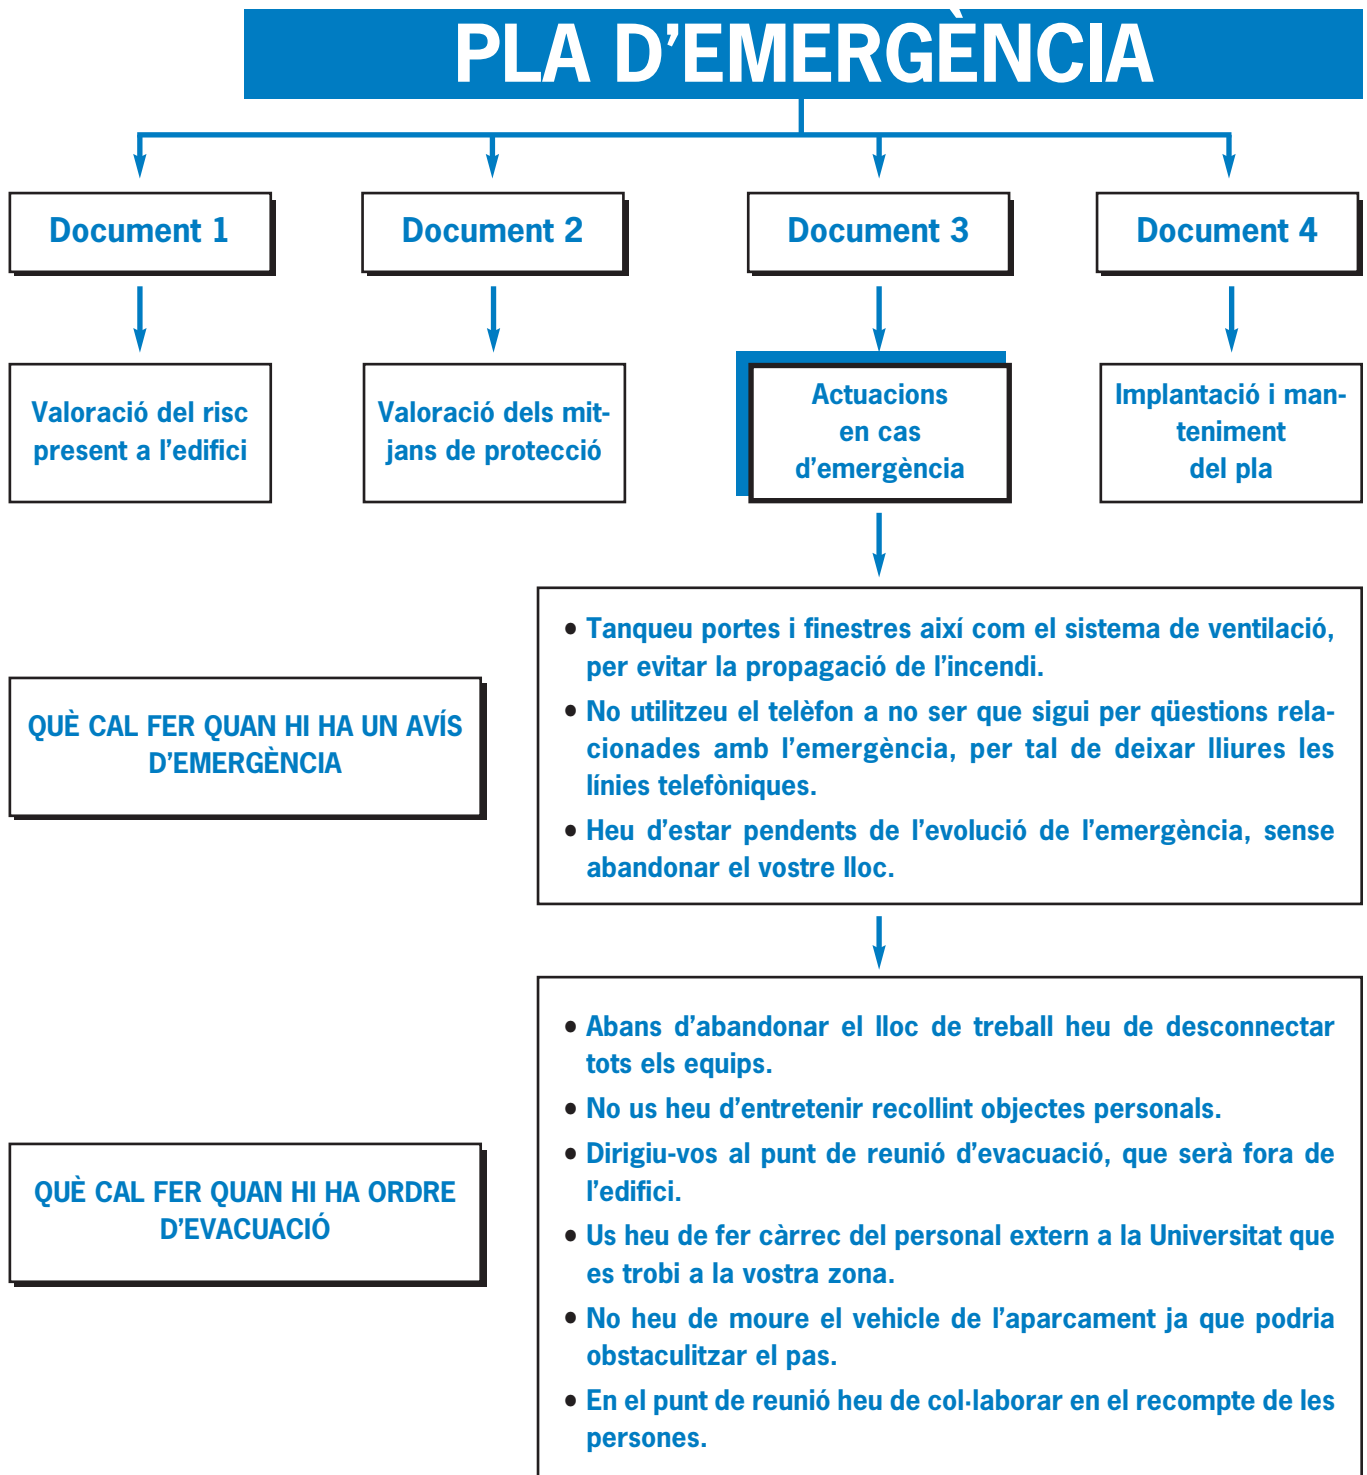 PLA D’EMERGÈNCIA
Document 1
Document 2
Document 3
Document 4
Valoració del risc
present a l’edifici
Valoració dels mit-
jans de protecció
Actuacions
en cas
d’emergència
Implantació i man-
teniment
del pla
QUÈ CAL FER QUAN HI HA UN AVÍS
D’EMERGÈNCIA
• Tanqueu portes i finestres així com el sistema de ventilació,
per evitar la propagació de l’incendi.
• No utilitzeu el telèfon a no ser que sigui per qüestions rela-
cionades amb l’emergència, per tal de deixar lliures les
línies telefòniques.
• Heu d’estar pendents de l’evolució de l’emergència, sense
abandonar el vostre lloc.
QUÈ CAL FER QUAN HI HA ORDRE
D’EVACUACIÓ
• Abans d’abandonar el lloc de treball heu de desconnectar
tots els equips.
• No us heu d’entretenir recollint objectes personals.
• Dirigiu-vos al punt de reunió d’evacuació, que serà fora de
l’edifici.
• Us heu de fer càrrec del personal extern a la Universitat que
es trobi a la vostra zona.
• No heu de moure el vehicle de l’aparcament ja que podria
obstaculitzar el pas.
• En el punt de reunió heu de col·laborar en el recompte de les
persones.